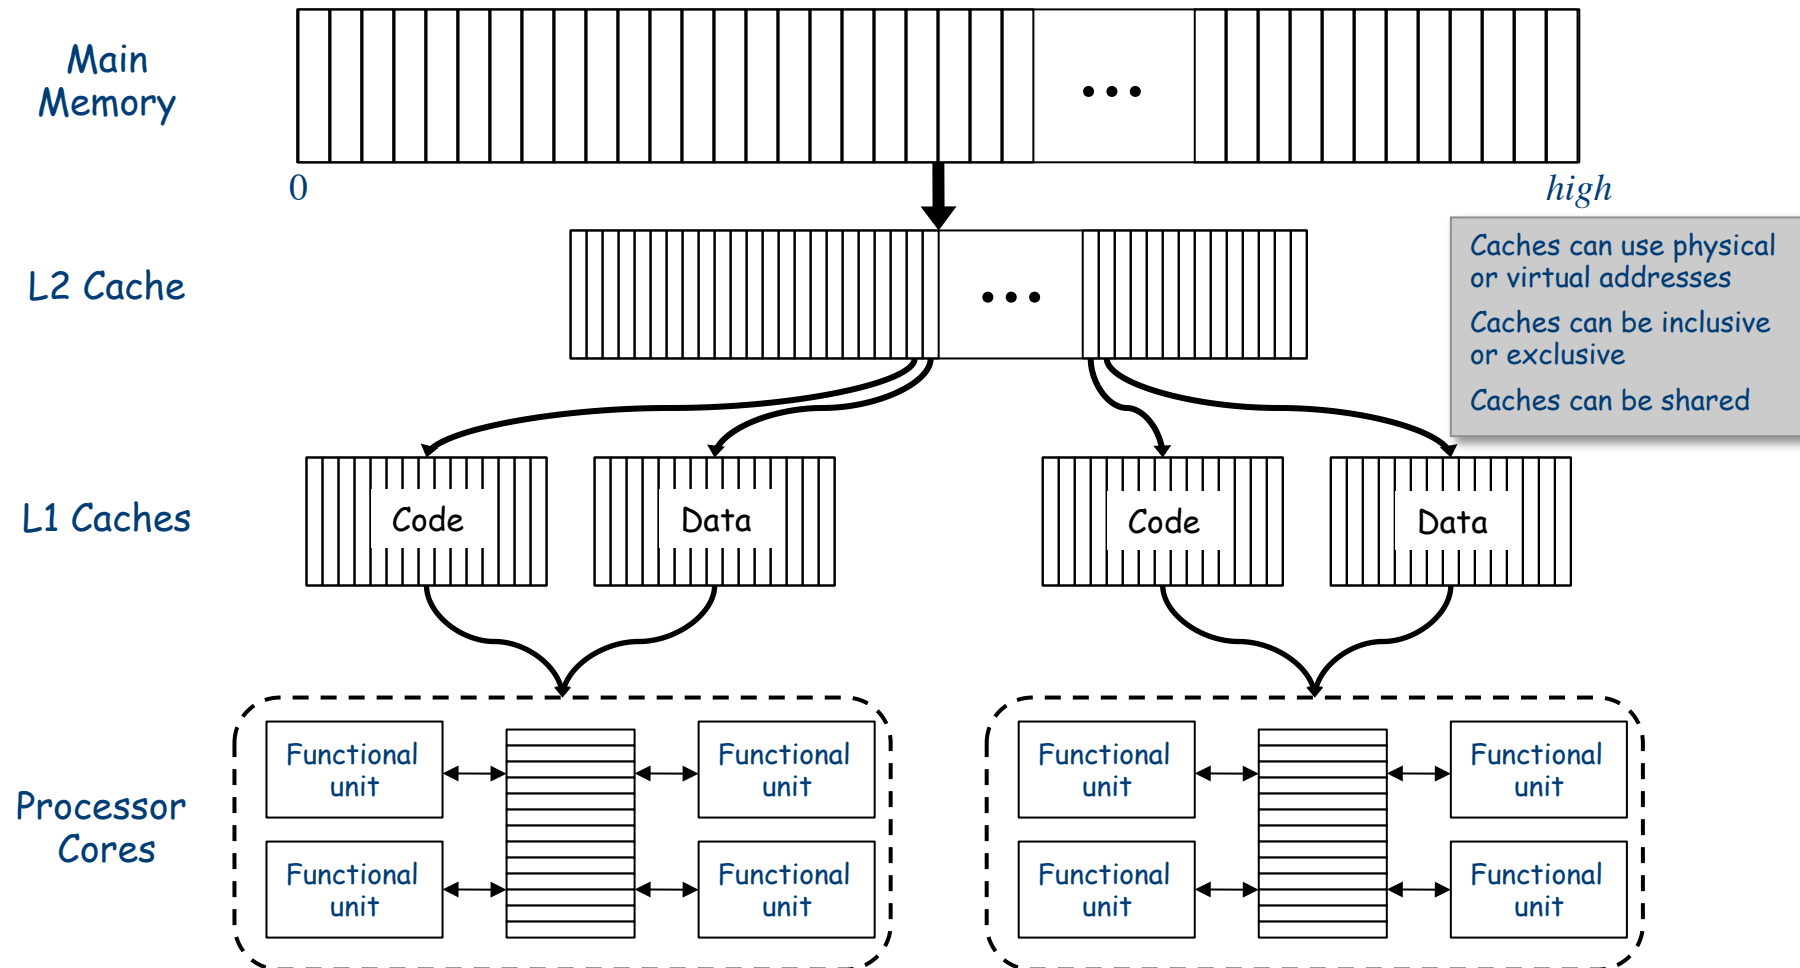 Main
Memory
0
high
L2 Cache
Caches can use physical
or virtual addresses
Caches can be inclusive
or exclusive
Caches can be shared
L1 Caches
Code
Data
Code
Data
Processor
Cores
Functional
unit
Functional
unit
Functional
unit
Functional
unit
Functional
unit
Functional
unit
Functional
unit
Functional
unit